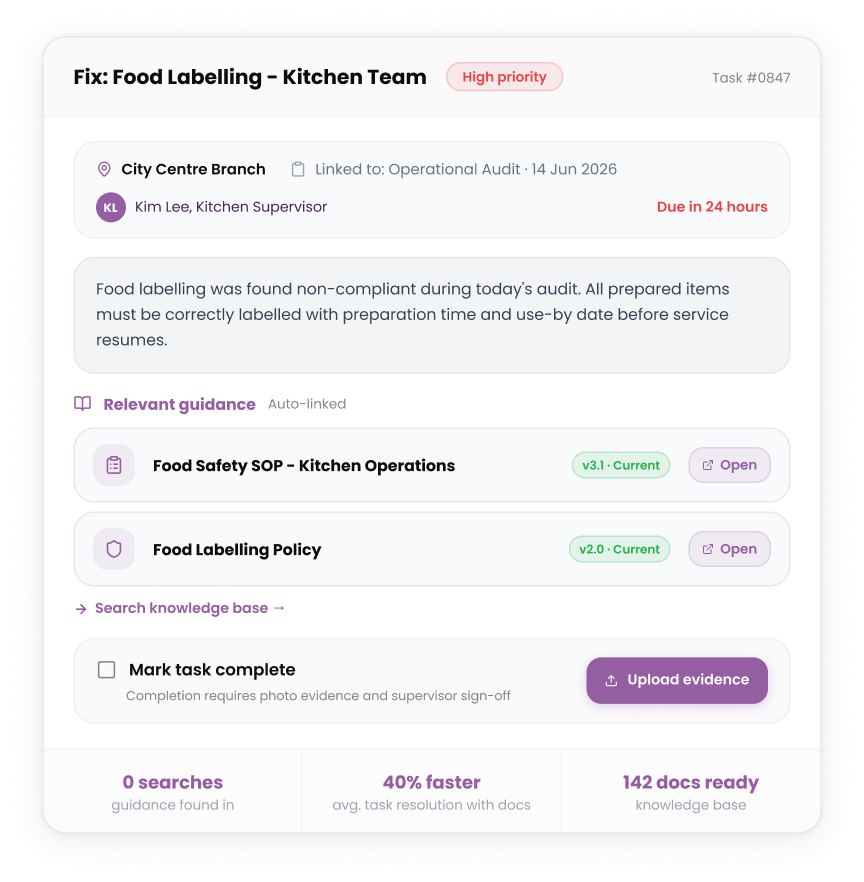 Fix: Food Labelling – Kitchen Team
High priority
Task #0847
City Centre Branch
Linked to: Operational Audit · 14 Jun 2026
KL
Kim Lee, Kitchen Supervisor
Due in 24 hours
Food labelling was found non-compliant during today's audit. All prepared items
must be correctly labelled with preparation time and use-by date before service
resumes.
Relevant guidance
Auto-linked
Food Safety SOP – Kitchen Operations
v3.1 · Current
Open
Food Labelling Policy
v2.0 · Current
Open
→ Search knowledge base →
Mark task complete
Completion requires photo evidence and supervisor sign-off
Upload evidence
0 searches
guidance found in
40% faster
avg. task resolution with docs
142 docs ready
knowledge base